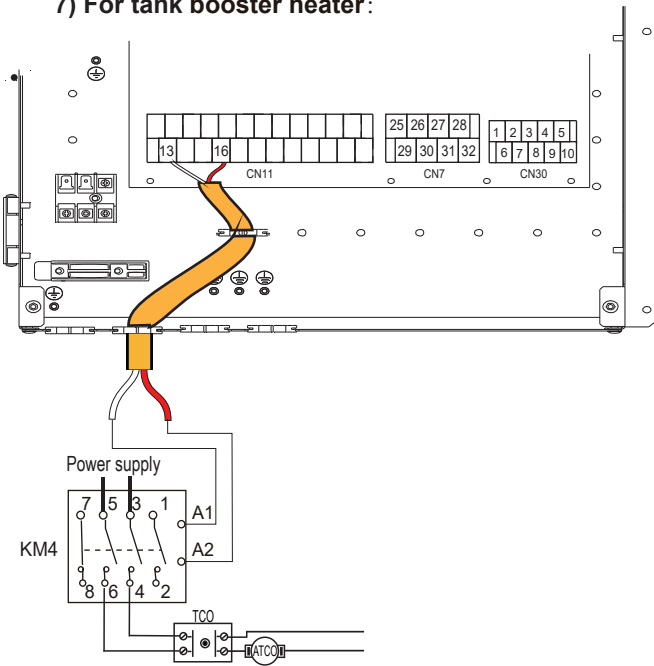 7) For tank booster heater:
25 26 27 28
1 2 3 4 5
13 16
29 30 31 32
6 7 8 9 10
CN11 CN7 CN30
Power supply
7 5 3 1
A1
KM4
A2
8 6 4 2
TCO
ATCO